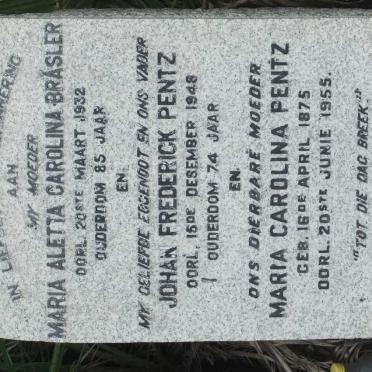 IN LIEFDEVOLLE HERINNERING
AAN
MY MOEDER
MARIA ALETTA CAROLINA BRÄSLER
OORL. 20STE MAART 1932
OUDERDOM 85 JAAR
EN
MY GELIEFDE EGGENOOT EN ONS VADER
JOHAN FREDERICK PENTZ
OORL. 15DE DESEMBER 1948
OUDERDOM 74 JAAR
EN
ONS DIERBARE MOEDER
MARIA CAROLINA PENTZ
GEB. 16DE APRIL 1875
OORL. 20STE JUNIE 1955.
"TOT DIE DAG BREEK."